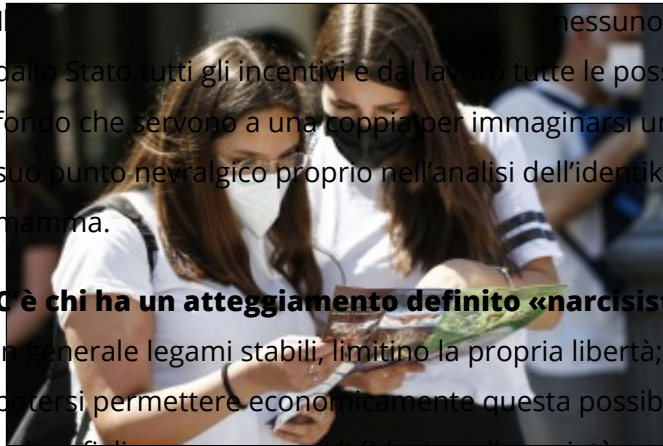 nessuno
dallo Stato tutti gli incentivi e dal lavoro tutte le poss
fondo che servono a una coppia per immaginarsi un
suo punto nevralgico proprio nell'analisi dell'identik
mamma.
C'è chi ha un atteggiamento definito «narcisis
n generale legami stabili, limitino la propria libertà;
potersi permettere economicamente questa possib